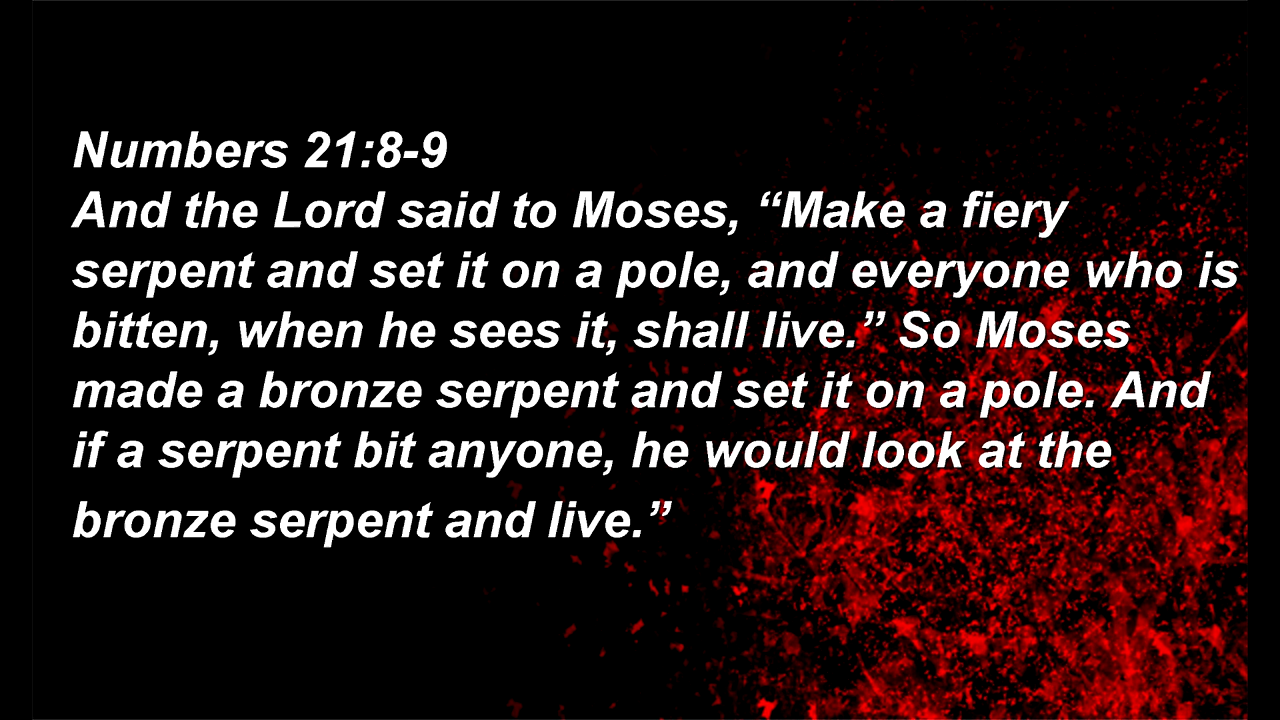 Numbers 21:8-9
And the Lord said to Moses, “Make a fiery
serpent and set it on a pole, and everyone who is
bitten, when he sees it, shall live.” So Moses
made a bronze serpent and set it on a pole. And
if a serpent bit anyone, he would look at the
bronze serpent and live.”